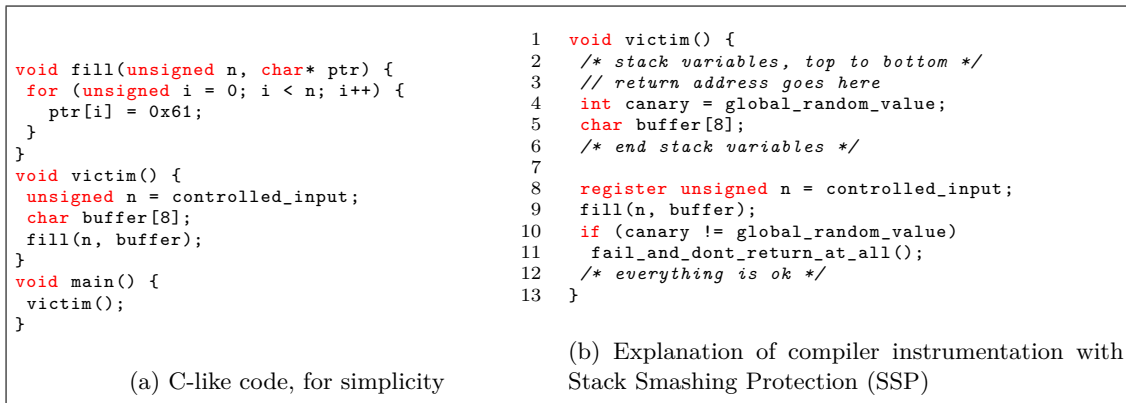 void fill(unsigned n, char* ptr) {
for (unsigned i = 0; i < n; i++) {
ptr[i] = 0x61;
}
}
void victim() {
unsigned n = controlled_input;
char buffer[8];
fill(n, buffer);
}
void main() {
victim();
}
(a) C-like code, for simplicity
1 void victim() {
2 /* stack variables, top to bottom */
3 // return address goes here
4 int canary = global_random_value;
5 char buffer[8];
6 /* end stack variables */
7
8 register unsigned n = controlled_input;
9 fill(n, buffer);
10 if (canary != global_random_value)
11 fail_and_dont_return_at_all();
12 /* everything is ok */
13 }
(b) Explanation of compiler instrumentation with
Stack Smashing Protection (SSP)